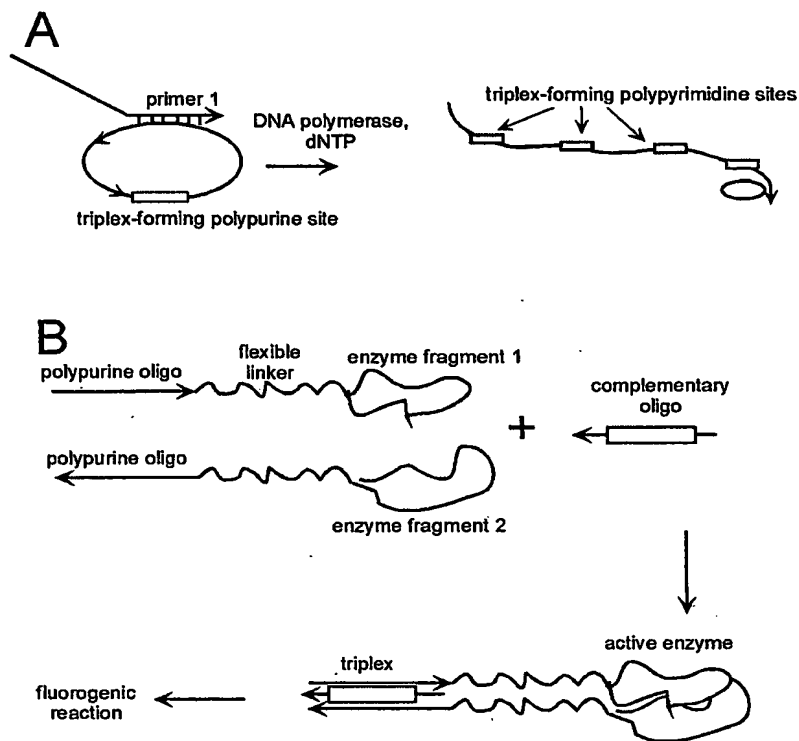 A
primer 1
DNA polymerase,
dNTP
triplex-forming polypyrimidine sites
triplex-forming polypurine site
B
polypurine oligo
flexible
linker
enzyme fragment 1
complementary
oligo
polypurine oligo
enzyme fragment 2
active enzyme
triplex
fluorogenic
reaction